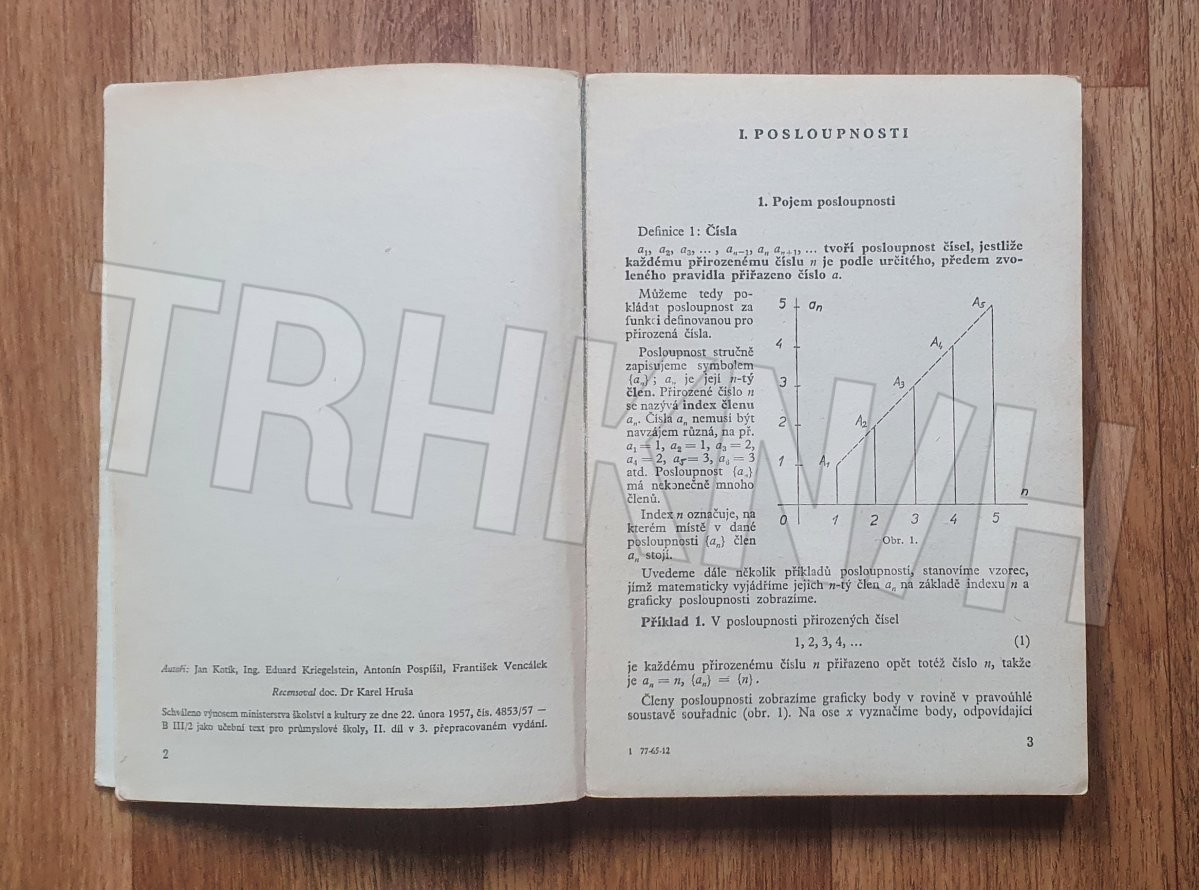 Autoři: Jan Kotík, Ing. Eduard Kriegelstein, Antonín Pospíšil, František Vencálek
Recensoval doc. Dr Karel Hruša
Schváleno výnosem ministerstva školství a kultury ze dne 22. února 1957, čís. 4853/57 —
B III/2 jako učební text pro průmyslové školy, II. díl v 3. přepracovaném vydání.
2
I. POSLOUPNOSTI
1. Pojem posloupnosti
Definice 1: Čísla
a₁, a₂, a₃, ... , aₙ₋₁, aₙ aₙ₊₁, ... tvoří posloupnost čísel, jestliže
každému přirozenému číslu n je podle určitého, předem zvo-
leného pravidla přiřazeno číslo a.
Můžeme tedy po-
kládat posloupnost za
funkci definovanou pro
přirozená čísla.
Posloupnost stručně
zapisujeme symbolem
{aₙ}; aₙ je její n-tý
člen. Přirozené číslo n
se nazývá index členu
aₙ. Čísla aₙ nemusí být
navzájem různá, na př.
a₁ = 1, a₂ = 1, a₃ = 2,
a₄ = 2, a₅ = 3, a₆ = 3
atd. Posloupnost {aₙ}
má nekonečně mnoho
členů.
Index n označuje, na
kterém místě v dané
posloupnosti {aₙ} člen
aₙ stojí.
5 aₙ A₅
4 A₄
3 A₃
2 A₂
1 A₁
n
0 1 2 3 4 5
Obr. 1.
Uvedeme dále několik příkladů posloupností, stanovíme vzorec,
jímž matematicky vyjádříme jejich n-tý člen aₙ na základě indexu n a
graficky posloupnosti zobrazíme.
Příklad 1. V posloupnosti přirozených čísel
1, 2, 3, 4, ... (1)
je každému přirozenému číslu n přiřazeno opět totéž číslo n, takže
je aₙ = n, {aₙ} = {n}.
Členy posloupnosti zobrazíme graficky body v rovině v pravoúhlé
soustavě souřadnic (obr. 1). Na ose x vyznačíme body, odpovídající
1 77-65-12
3
TRHKNIH